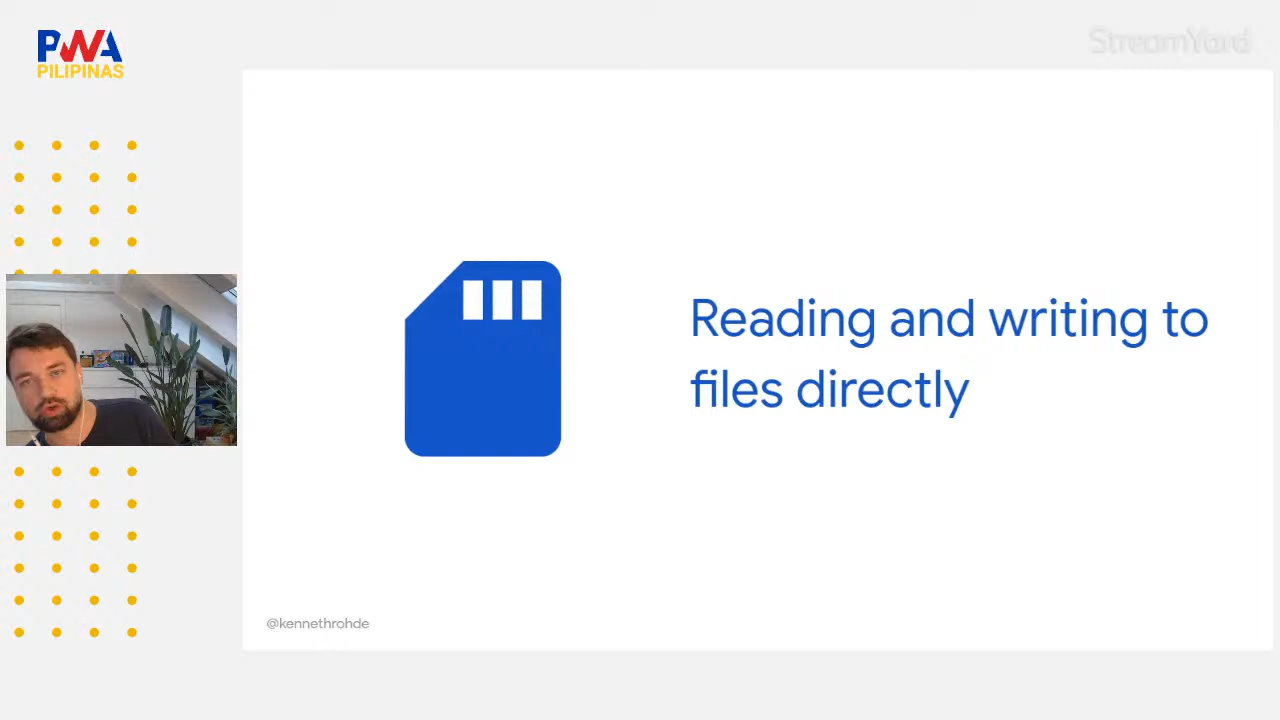 PWA
PILIPINAS
StreamYard
Reading and writing to
files directly
@kennethrohde